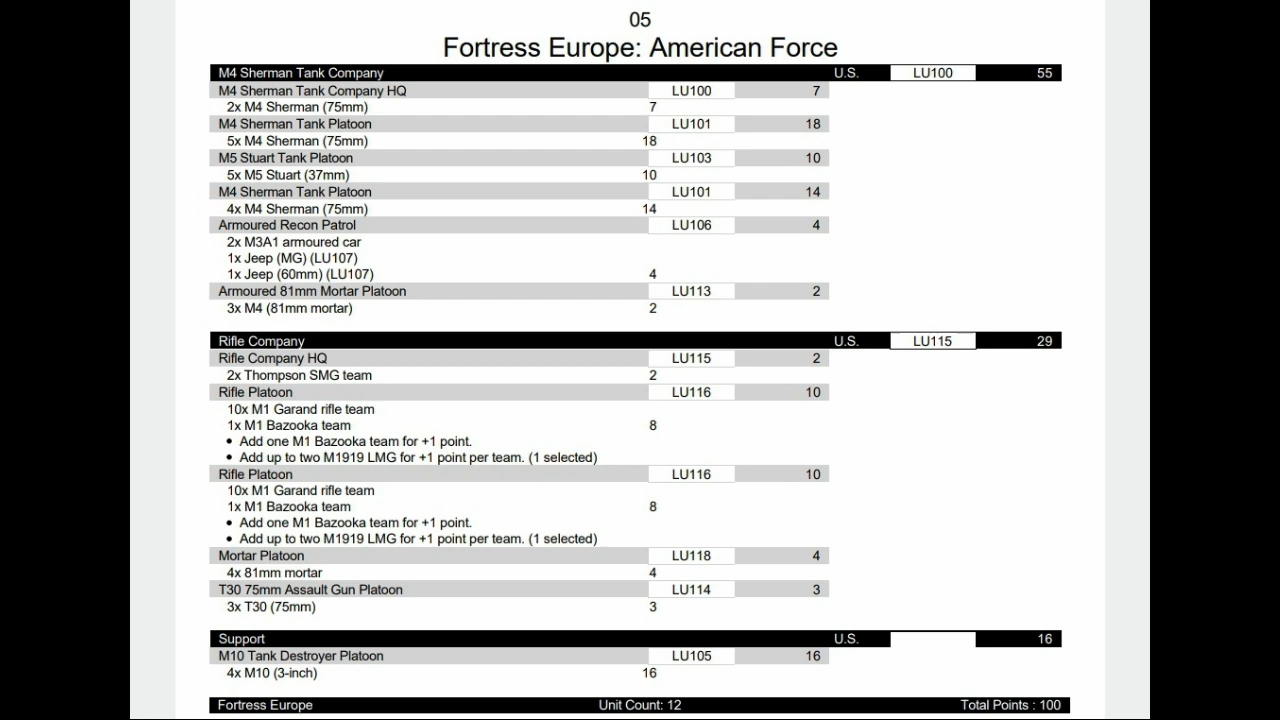 05
Fortress Europe: American Force
M4 Sherman Tank Company U.S. LU100 55
M4 Sherman Tank Company HQ LU100 7
2x M4 Sherman (75mm) 7
M4 Sherman Tank Platoon LU101 18
5x M4 Sherman (75mm) 18
M5 Stuart Tank Platoon LU103 10
5x M5 Stuart (37mm) 10
M4 Sherman Tank Platoon LU101 14
4x M4 Sherman (75mm) 14
Armoured Recon Patrol LU106 4
2x M3A1 armoured car
1x Jeep (MG) (LU107)
1x Jeep (60mm) (LU107) 4
Armoured 81mm Mortar Platoon LU113 2
3x M4 (81mm mortar) 2
Rifle Company U.S. LU115 29
Rifle Company HQ LU115 2
2x Thompson SMG team 2
Rifle Platoon LU116 10
10x M1 Garand rifle team
1x M1 Bazooka team 8
• Add one M1 Bazooka team for +1 point.
• Add up to two M1919 LMG for +1 point per team. (1 selected)
Rifle Platoon LU116 10
10x M1 Garand rifle team
1x M1 Bazooka team 8
• Add one M1 Bazooka team for +1 point.
• Add up to two M1919 LMG for +1 point per team. (1 selected)
Mortar Platoon LU118 4
4x 81mm mortar 4
T30 75mm Assault Gun Platoon LU114 3
3x T30 (75mm) 3
Support U.S. 16
M10 Tank Destroyer Platoon LU105 16
4x M10 (3-inch) 16
Fortress Europe Unit Count: 12 Total Points : 100